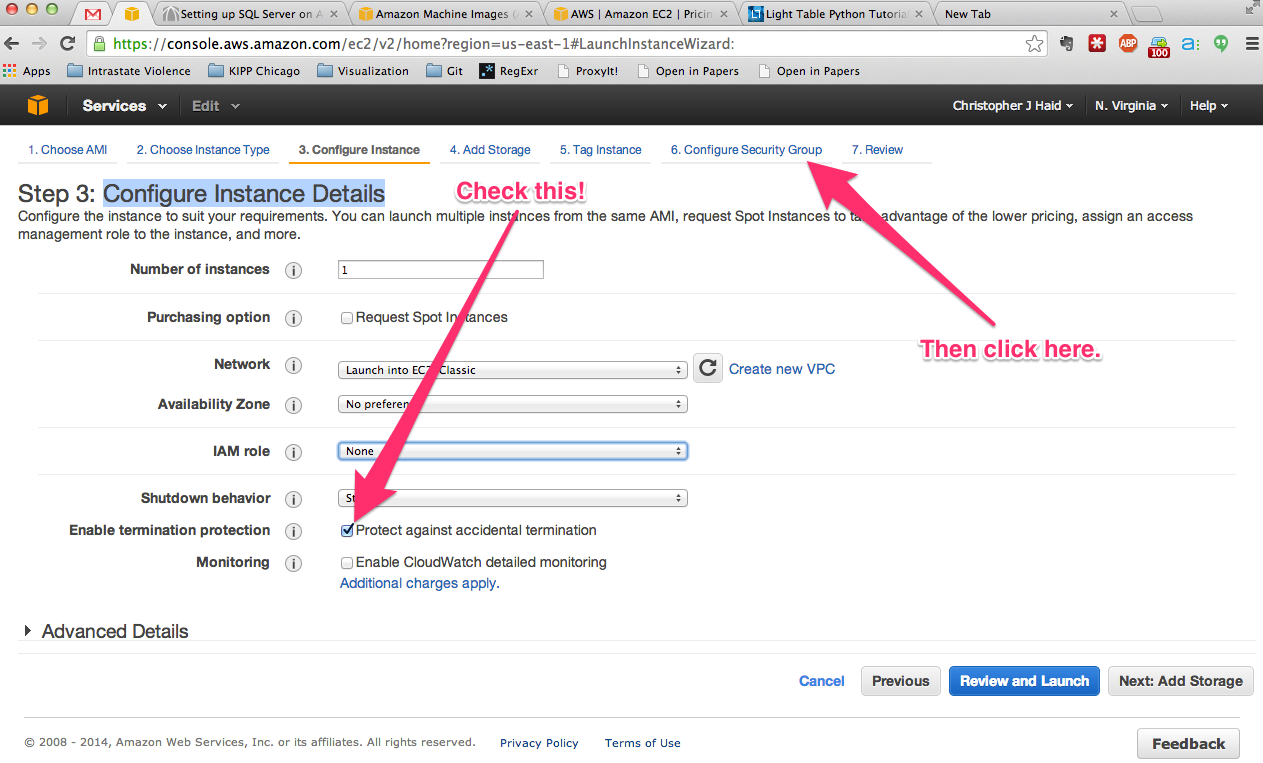 Setting up SQL Server on A
Amazon Machine Images (
AWS | Amazon EC2 | Pricin
Light Table Python Tutoria
New Tab
https://console.aws.amazon.com/ec2/v2/home?region=us-east-1#LaunchInstanceWizard:
ABP
100
a:
Apps
Intrastate Violence
KIPP Chicago
Visualization
Git
RegExr
ProxyIt!
Open in Papers
Open in Papers
Services
Edit
Christopher J Haid
N. Virginia
Help
1. Choose AMI
2. Choose Instance Type
3. Configure Instance
4. Add Storage
5. Tag Instance
6. Configure Security Group
7. Review
Step 3: Configure Instance Details
Check this!
Configure the instance to suit your requirements. You can launch multiple instances from the same AMI, request Spot Instances to take advantage of the lower pricing, assign an access
management role to the instance, and more.
Number of instances
1
Purchasing option
Request Spot Instances
Then click here.
Network
Launch into EC2-Classic
Create new VPC
Availability Zone
No preference
IAM role
None
Shutdown behavior
St
Enable termination protection
Protect against accidental termination
Monitoring
Enable CloudWatch detailed monitoring
Additional charges apply.
Advanced Details
Cancel
Previous
Review and Launch
Next: Add Storage
© 2008 - 2014, Amazon Web Services, Inc. or its affiliates. All rights reserved.
Privacy Policy
Terms of Use
Feedback